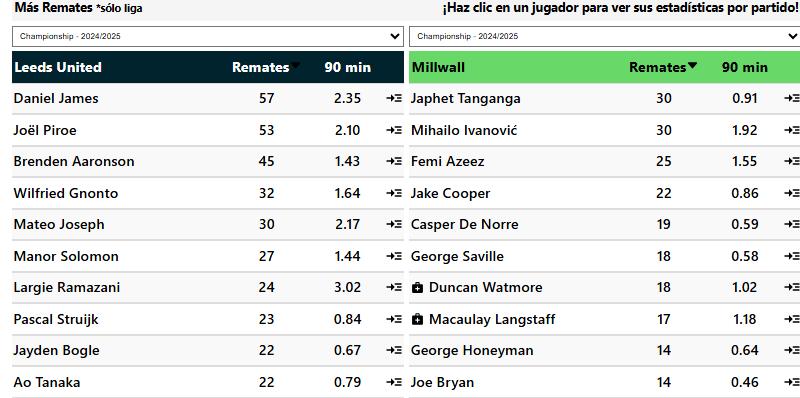 Más Remates *sólo liga
¡Haz clic en un jugador para ver sus estadísticas por partido!
Championship - 2024/2025
Championship - 2024/2025
Leeds United Remates 90 min
Daniel James 57 2.35
Joël Piroe 53 2.10
Brenden Aaronson 45 1.43
Wilfried Gnonto 32 1.64
Mateo Joseph 30 2.17
Manor Solomon 27 1.44
Largie Ramazani 24 3.02
Pascal Struijk 23 0.84
Jayden Bogle 22 0.67
Ao Tanaka 22 0.79
Millwall Remates 90 min
Japhet Tanganga 30 0.91
Mihailo Ivanović 30 1.92
Femi Azeez 25 1.55
Jake Cooper 22 0.86
Casper De Norre 19 0.59
George Saville 18 0.58
Duncan Watmore 18 1.02
Macaulay Langstaff 17 1.18
George Honeyman 14 0.64
Joe Bryan 14 0.46